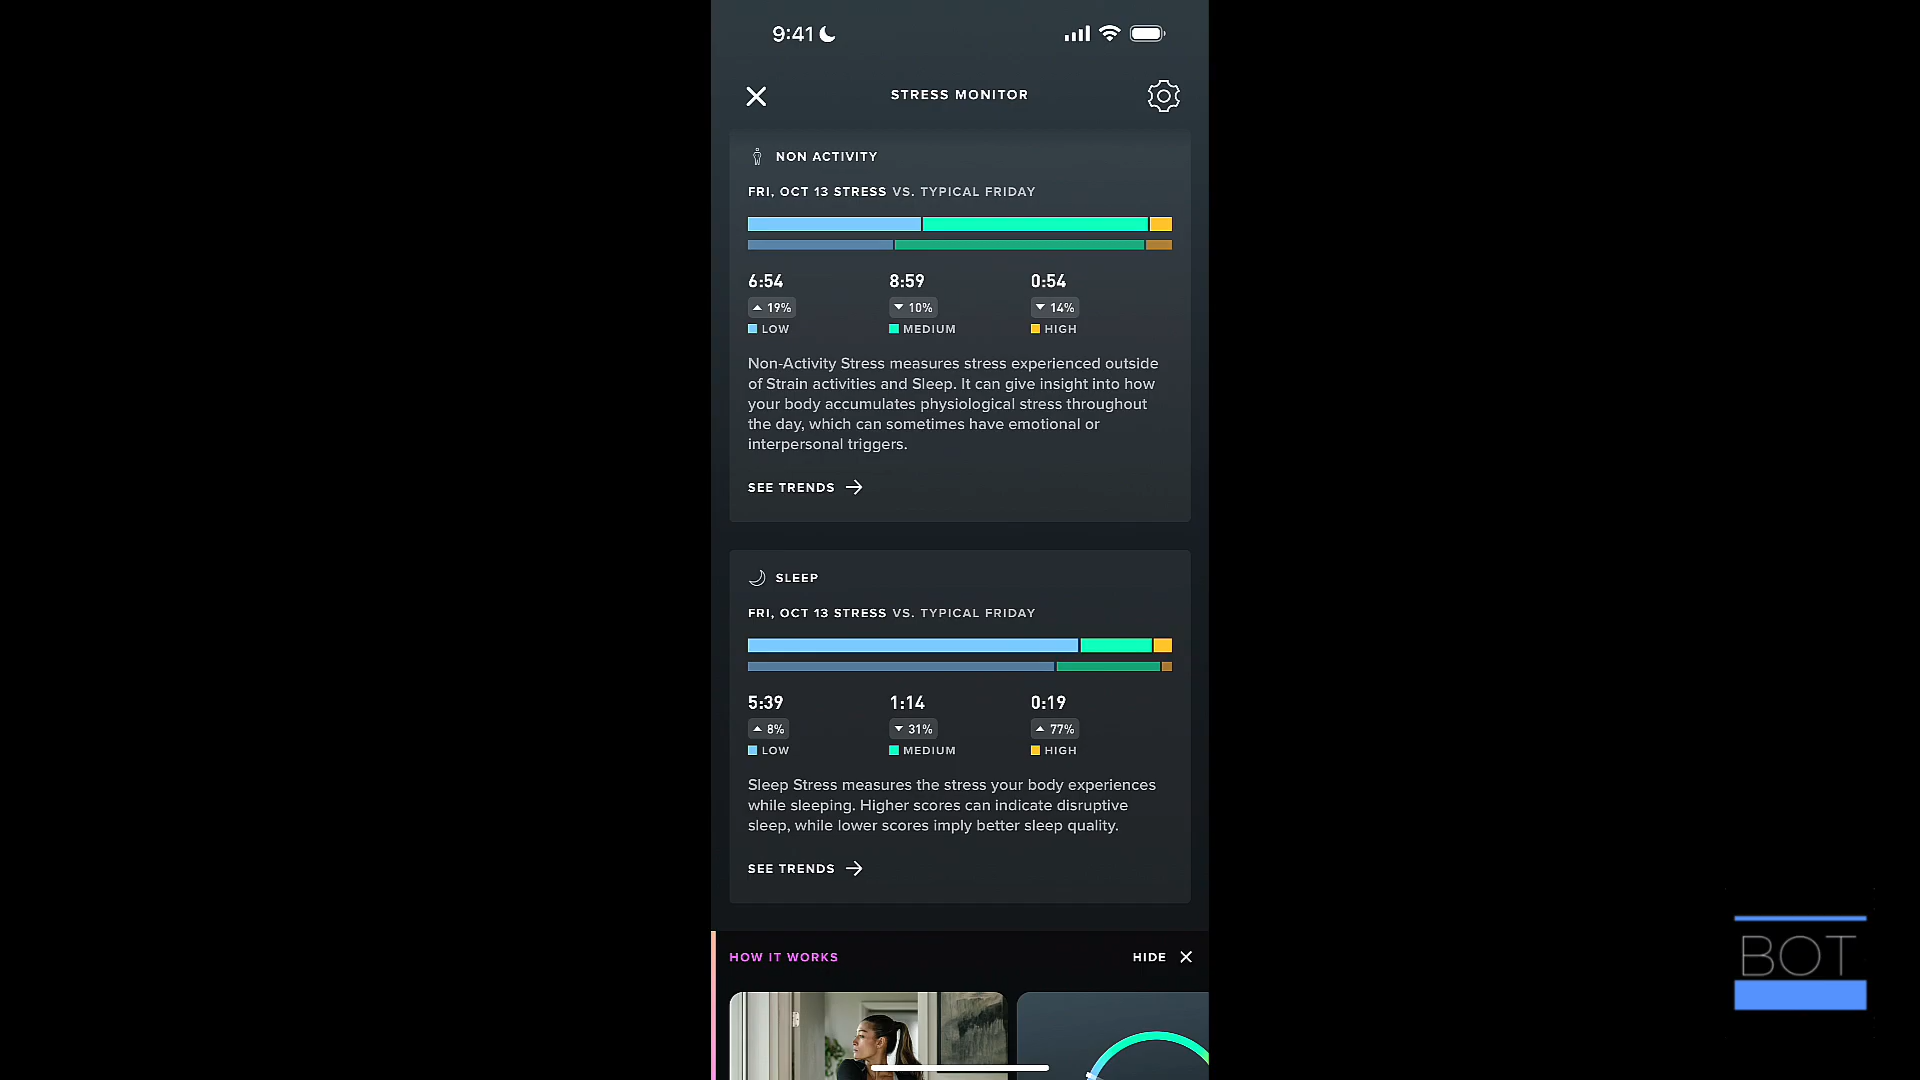 9:41
STRESS MONITOR
NON ACTIVITY
FRI, OCT 13 STRESS VS. TYPICAL FRIDAY
6:54 8:59 0:54
19% 10% 14%
LOW MEDIUM HIGH
Non-Activity Stress measures stress experienced outside
of Strain activities and Sleep. It can give insight into how
your body accumulates physiological stress throughout
the day, which can sometimes have emotional or
interpersonal triggers.
SEE TRENDS
SLEEP
FRI, OCT 13 STRESS VS. TYPICAL FRIDAY
5:39 1:14 0:19
8% 31% 77%
LOW MEDIUM HIGH
Sleep Stress measures the stress your body experiences
while sleeping. Higher scores can indicate disruptive
sleep, while lower scores imply better sleep quality.
SEE TRENDS
HOW IT WORKS HIDE
BOT